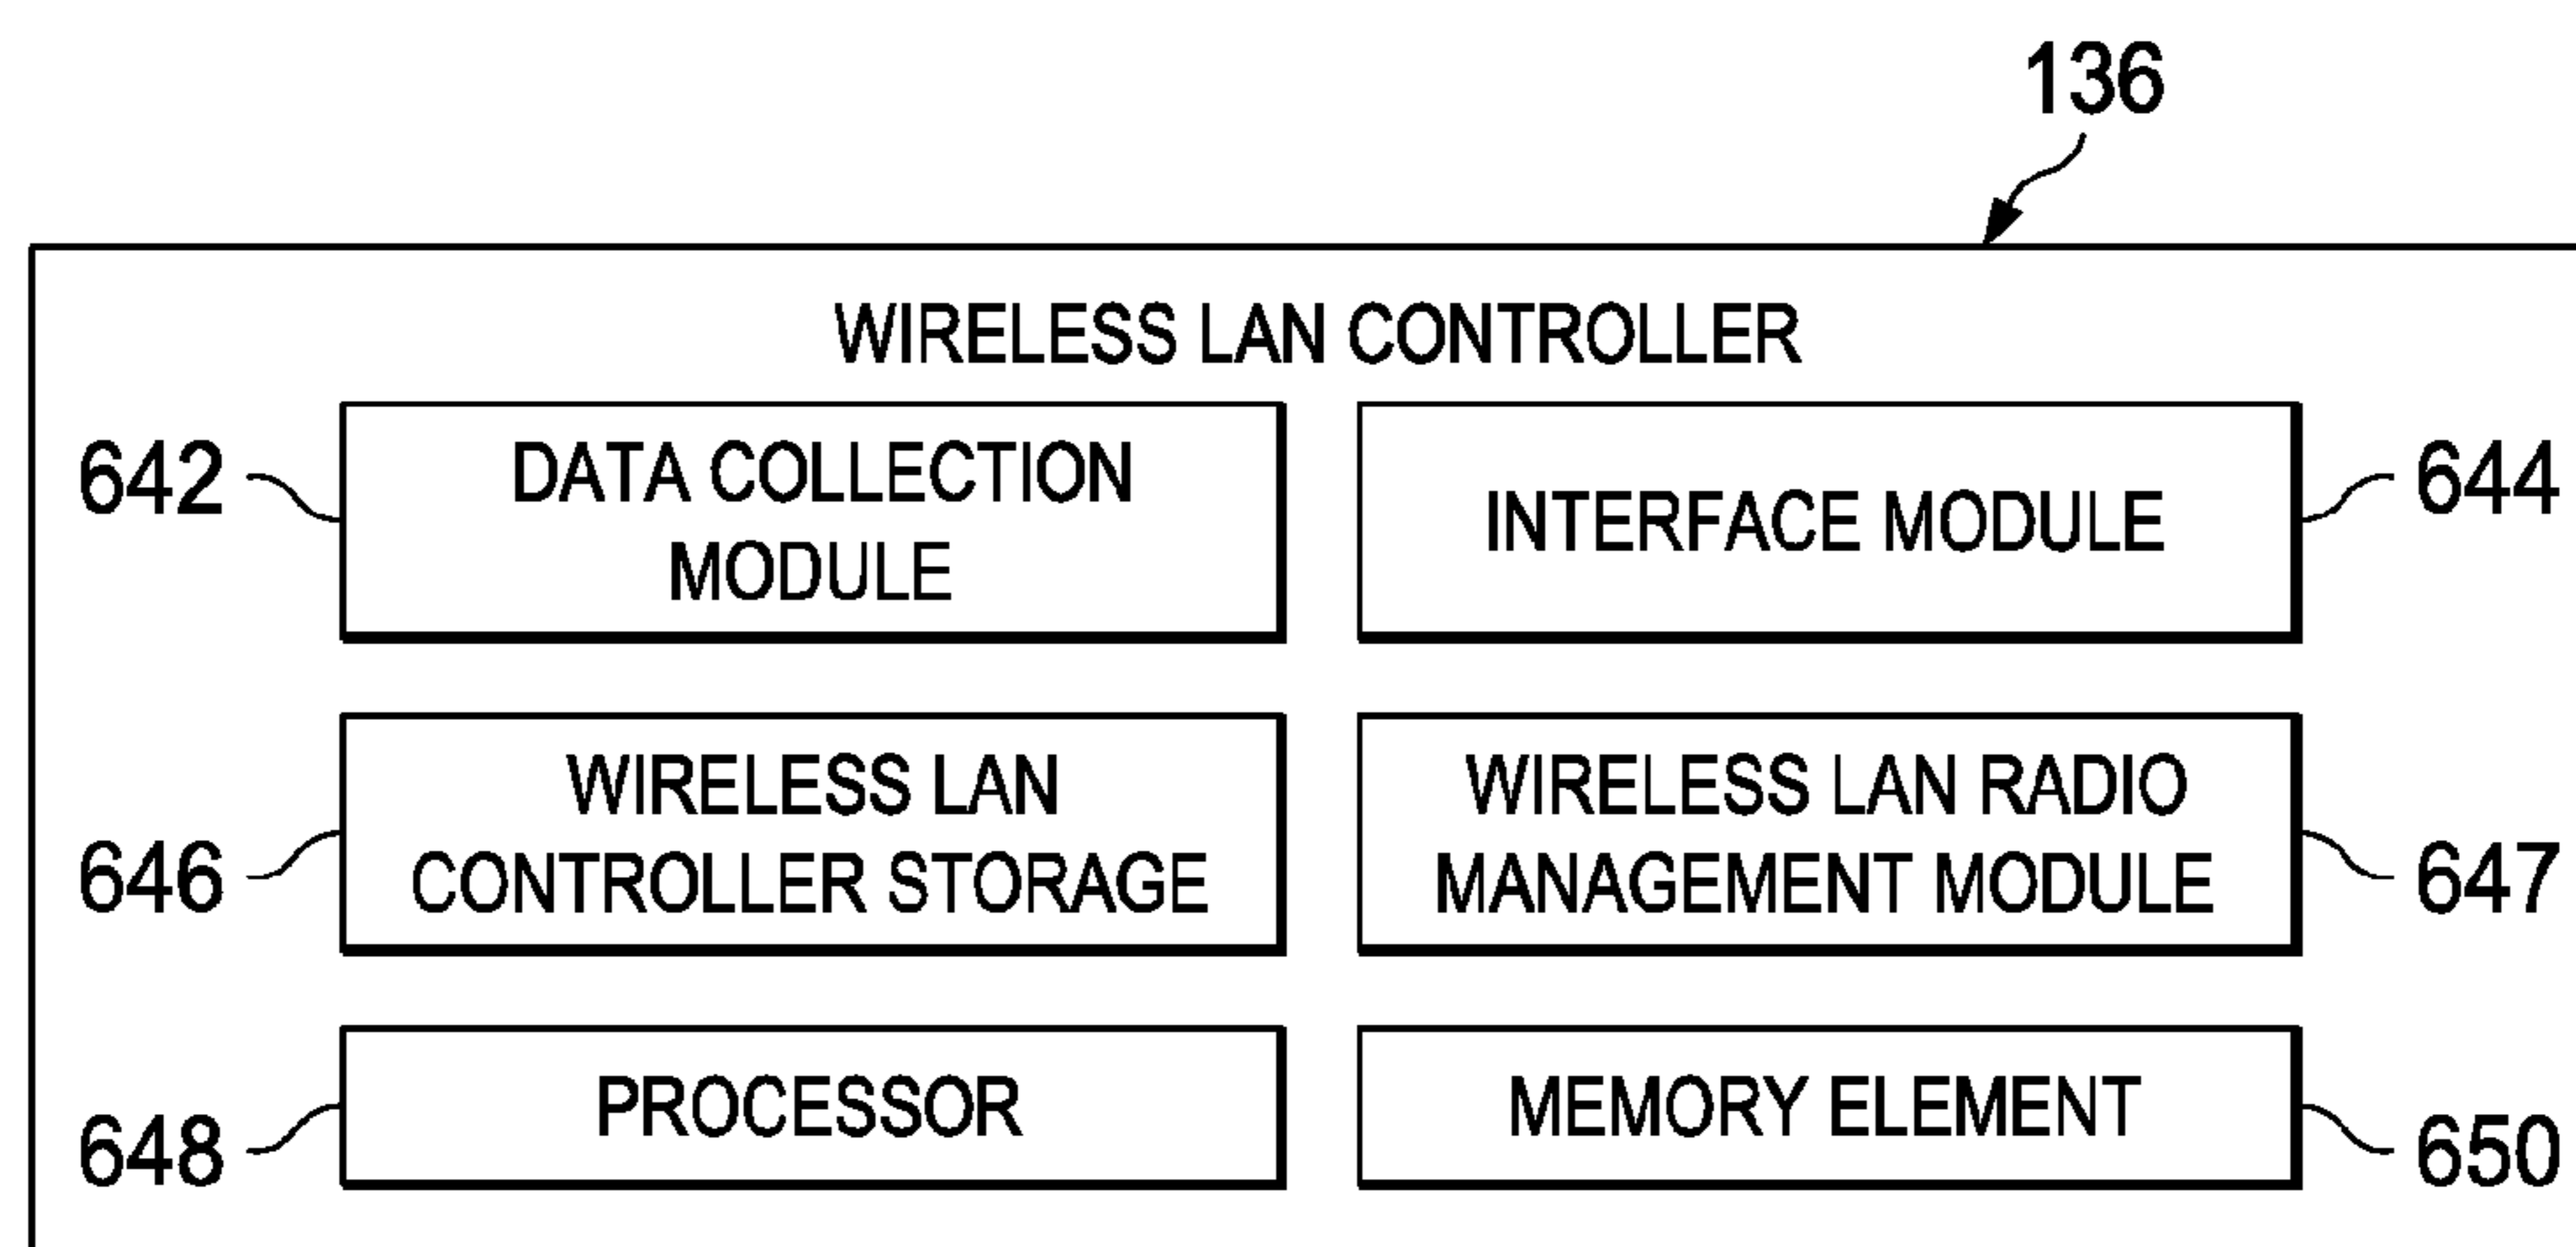 136
WIRELESS LAN CONTROLLER
642
DATA COLLECTION
MODULE
INTERFACE MODULE
644
646
WIRELESS LAN
CONTROLLER STORAGE
WIRELESS LAN RADIO
MANAGEMENT MODULE
647
648
PROCESSOR
MEMORY ELEMENT
650